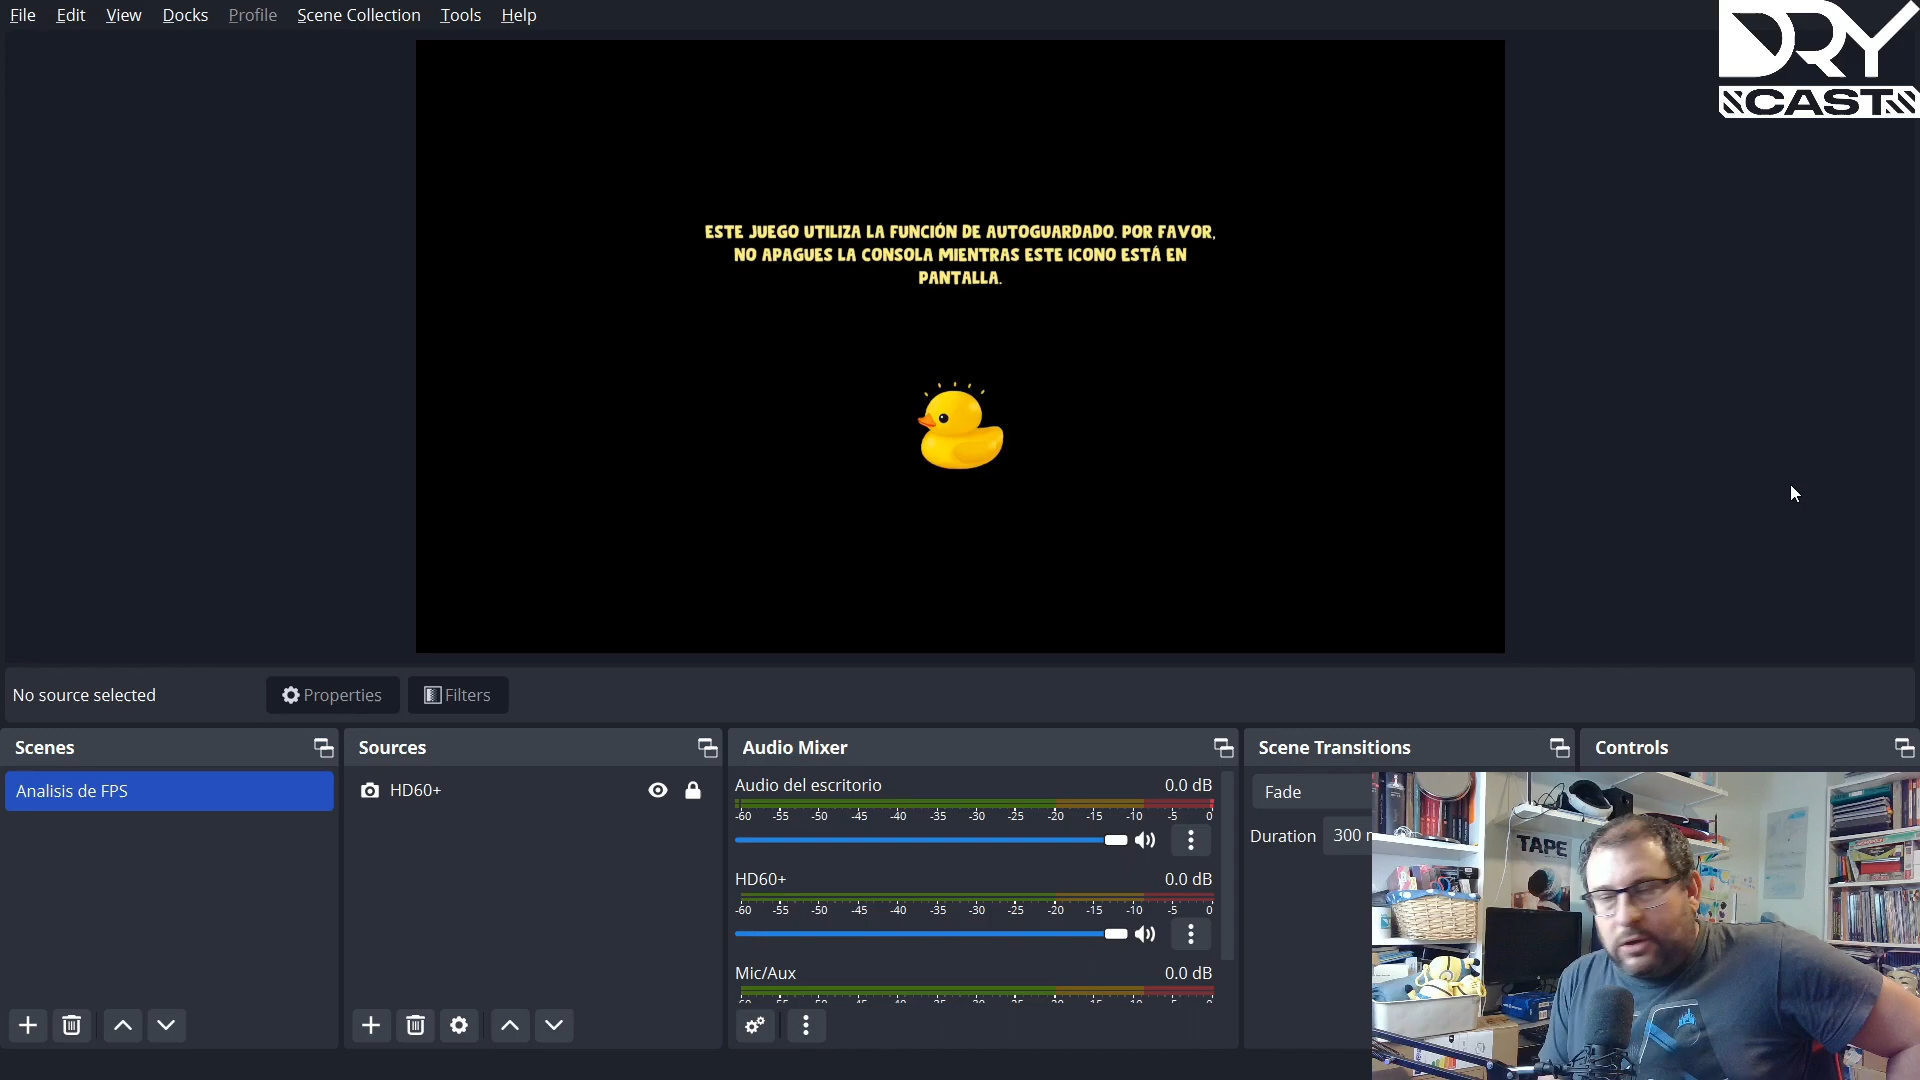 File Edit View Docks Profile Scene Collection Tools Help
DRY
CAST
ESTE JUEGO UTILIZA LA FUNCIÓN DE AUTOGUARDADO. POR FAVOR,
NO APAGUES LA CONSOLA MIENTRAS ESTE ICONO ESTÁ EN
PANTALLA.
No source selected Properties Filters
Scenes
Analisis de FPS
Sources
HD60+
Audio Mixer
Audio del escritorio 0.0 dB
-60 -55 -50 -45 -40 -35 -30 -25 -20 -15 -10 -5 0
HD60+ 0.0 dB
-60 -55 -50 -45 -40 -35 -30 -25 -20 -15 -10 -5 0
Mic/Aux 0.0 dB
Scene Transitions
Fade
Duration 300
Controls
TAPE